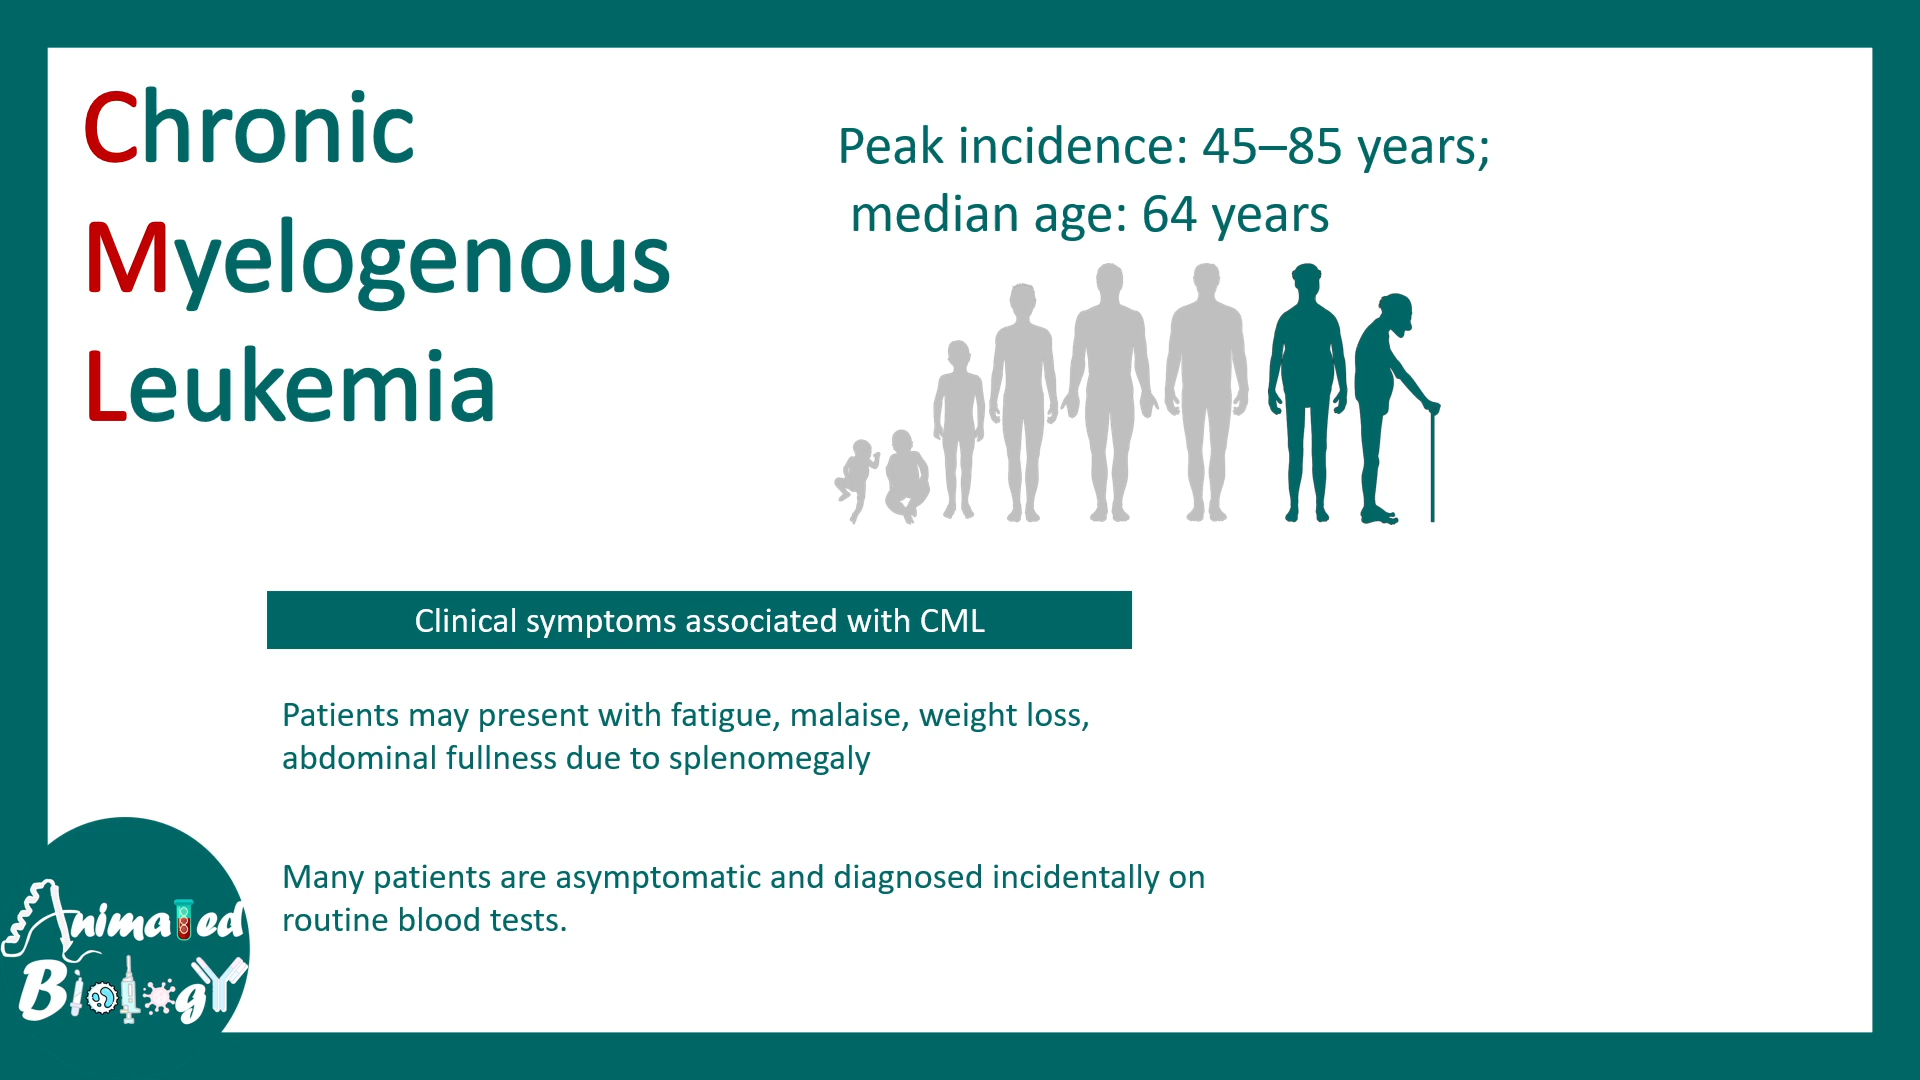 Chronic
Myelogenous
Leukemia
Peak incidence: 45–85 years;
median age: 64 years
Clinical symptoms associated with CML
Patients may present with fatigue, malaise, weight loss,
abdominal fullness due to splenomegaly
Many patients are asymptomatic and diagnosed incidentally on
routine blood tests.
Animated
Biology